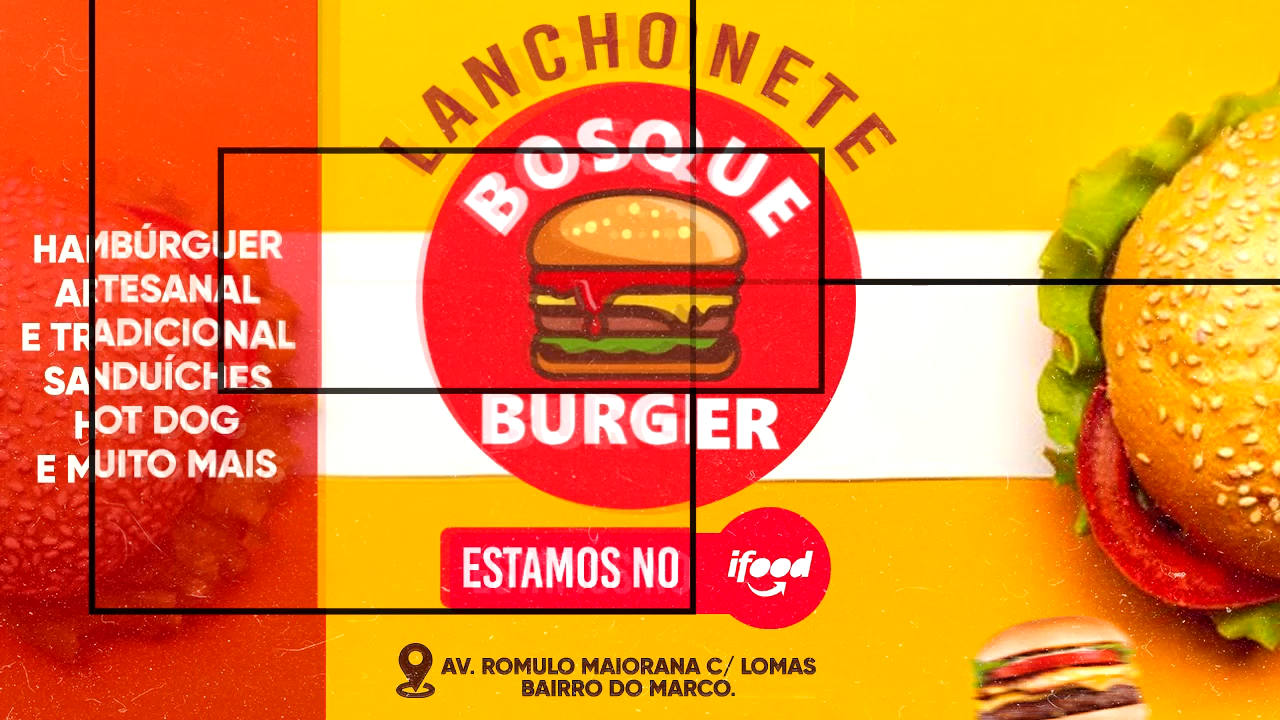 LANCHONETE
BOSQUE
BURGER
HAMBÚRGUER
ARTESANAL
E TRADICIONAL
SANDUÍCHES
HOT DOG
E MUITO MAIS
ESTAMOS NO
ifood
AV. ROMULO MAIORANA C/ LOMAS
BAIRRO DO MARCO.